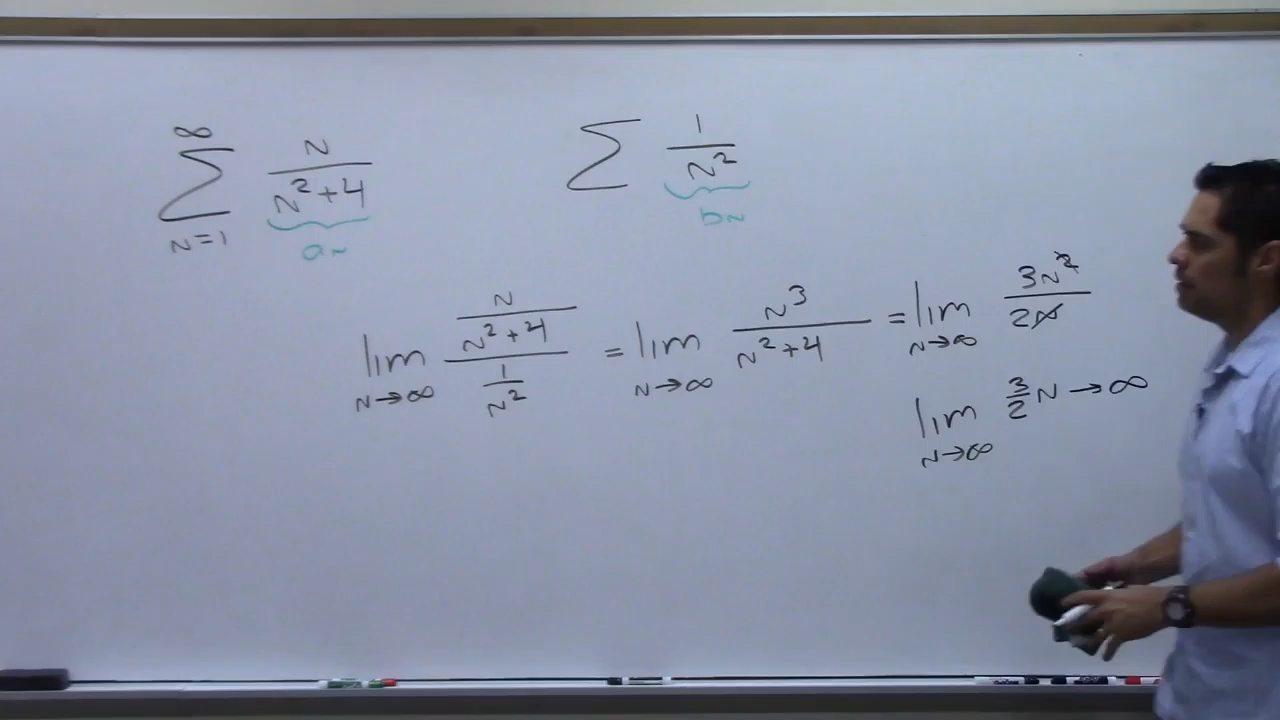 ∞
∑ n/(n²+4)
n=1
aₙ
∑ 1/n²
bₙ
lim n→∞ (n/(n²+4))/(1/n²) = lim n→∞ n³/(n²+4) = lim n→∞ 3n²/2n
lim n→∞ 3/2 n → ∞